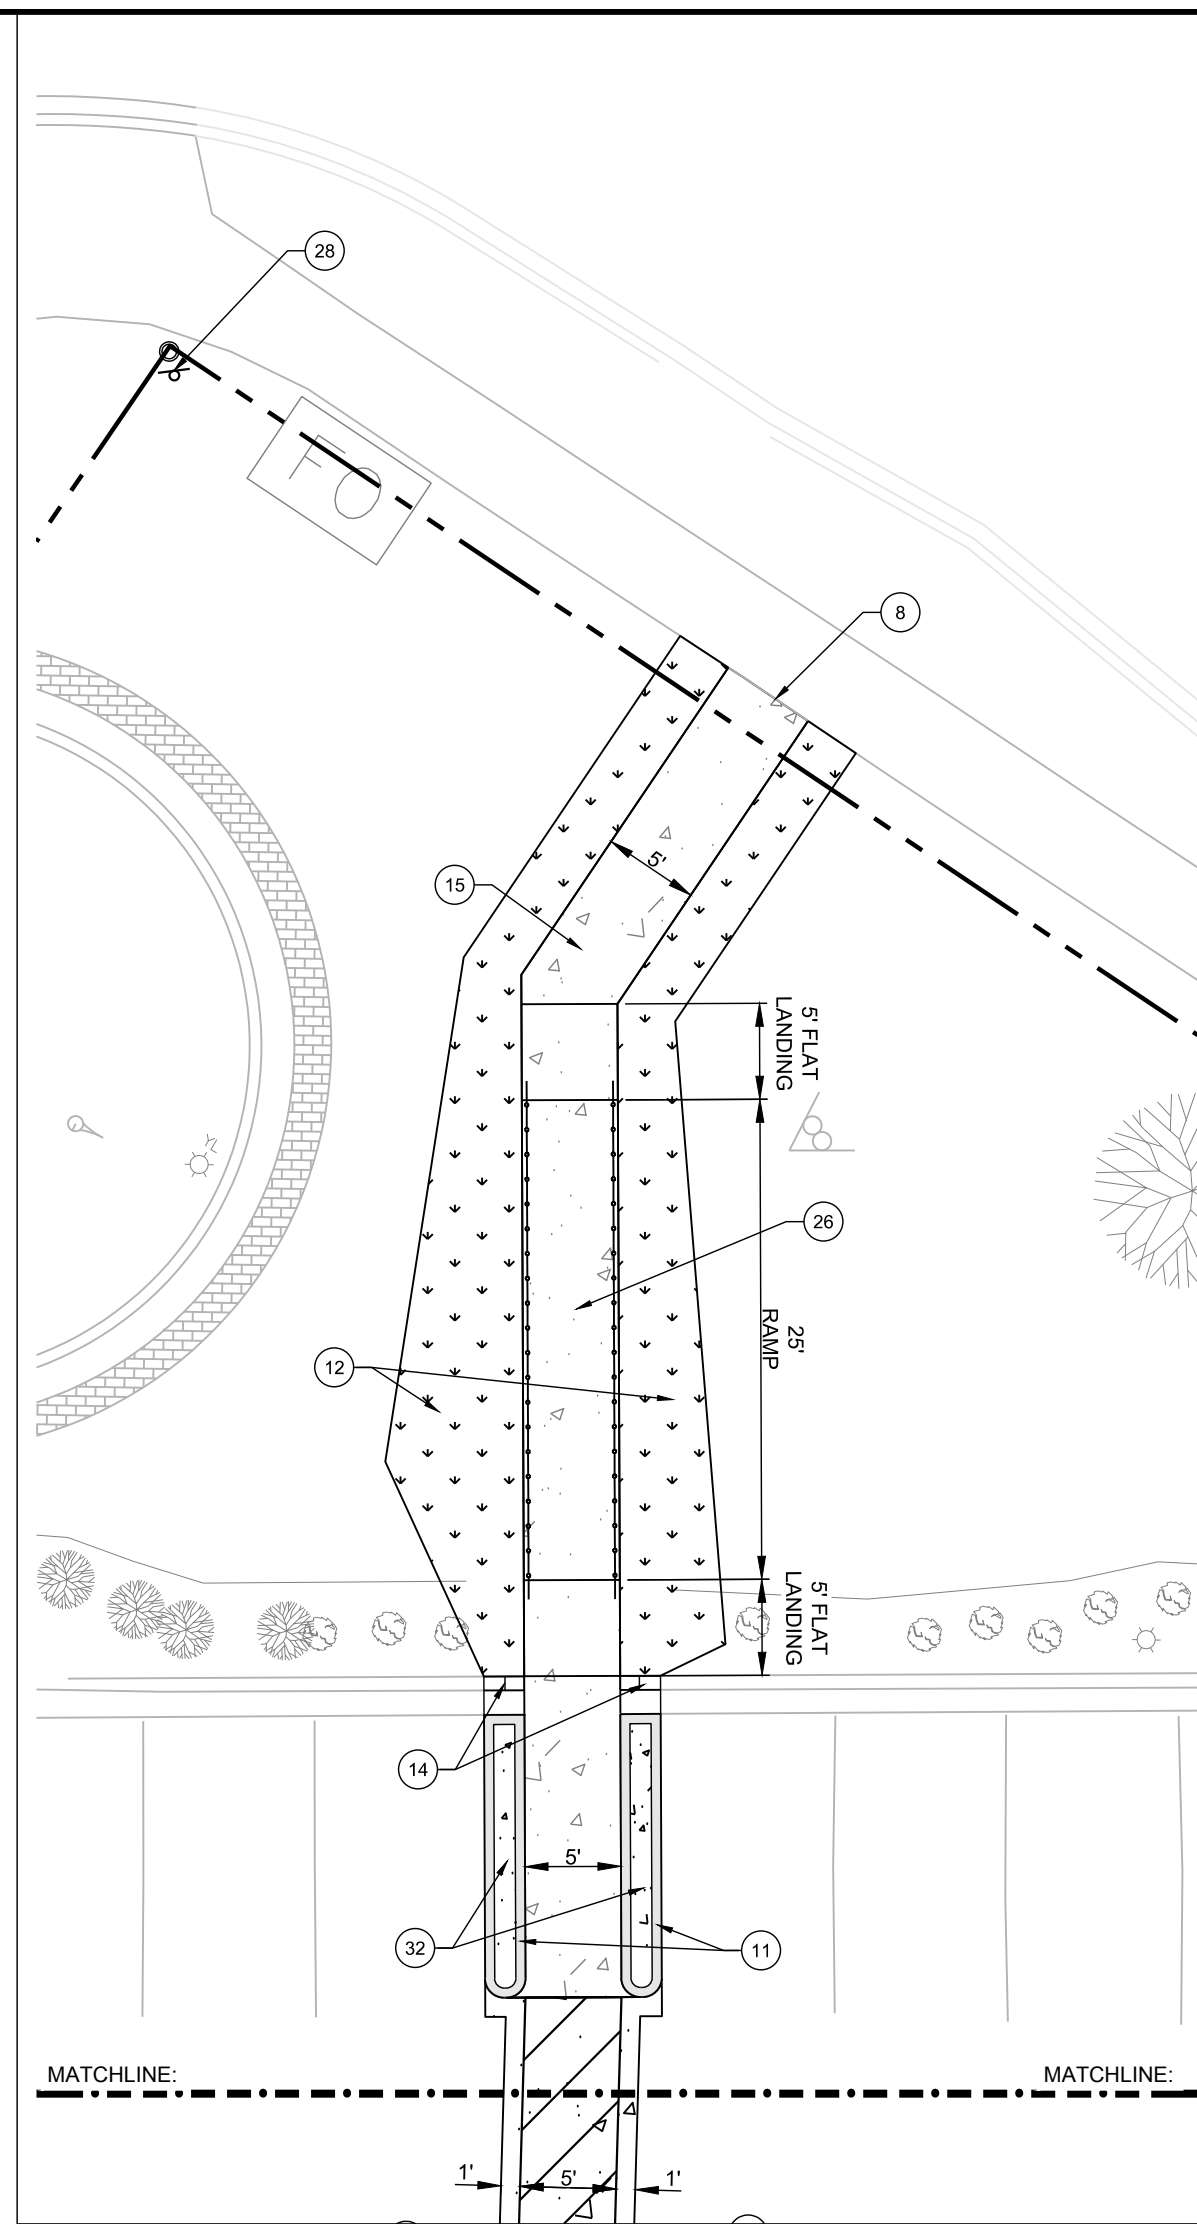 28
FO
8
5'
15
5' FLAT
LANDING
26
25'
RAMP
12
5' FLAT
LANDING
14
5'
32
11
MATCHLINE:
MATCHLINE:
1'
5'
1'